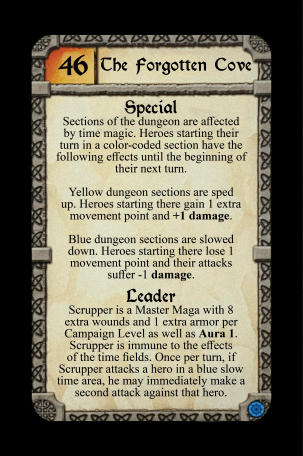 46 The Forgotten Cove
Special
Sections of the dungeon are affected
by time magic. Heroes starting their
turn in a color-coded section have the
following effects until the beginning of
their next turn.
Yellow dungeon sections are sped
up. Heroes starting there gain 1 extra
movement point and +1 damage.
Blue dungeon sections are slowed
down. Heroes starting there lose 1
movement point and their attacks
suffer -1 damage.
Leader
Scrupper is a Master Maga with 8
extra wounds and 1 extra armor per
Campaign Level as well as Aura 1.
Scrupper is immune to the effects
of the time fields. Once per turn, if
Scrupper attacks a hero in a blue slow
time area, he may immediately make a
second attack against that hero.